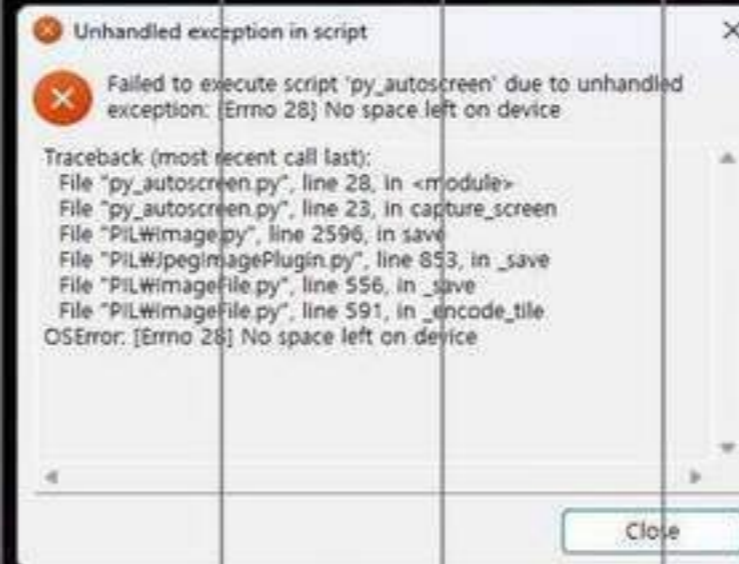 Unhandled exception in script
Failed to execute script 'py_autoscreen' due to unhandled
exception: [Errno 28] No space left on device
Traceback (most recent call last):
File "py_autoscreen.py", line 28, in <module>
File "py_autoscreen.py", line 23, in capture_screen
File "PIL₩Image.py", line 2596, in save
File "PIL₩JpegImagePlugin.py", line 853, in _save
File "PIL₩ImageFile.py", line 556, in _save
File "PIL₩ImageFile.py", line 591, in _encode_tile
OSError: [Errno 28] No space left on device
Close